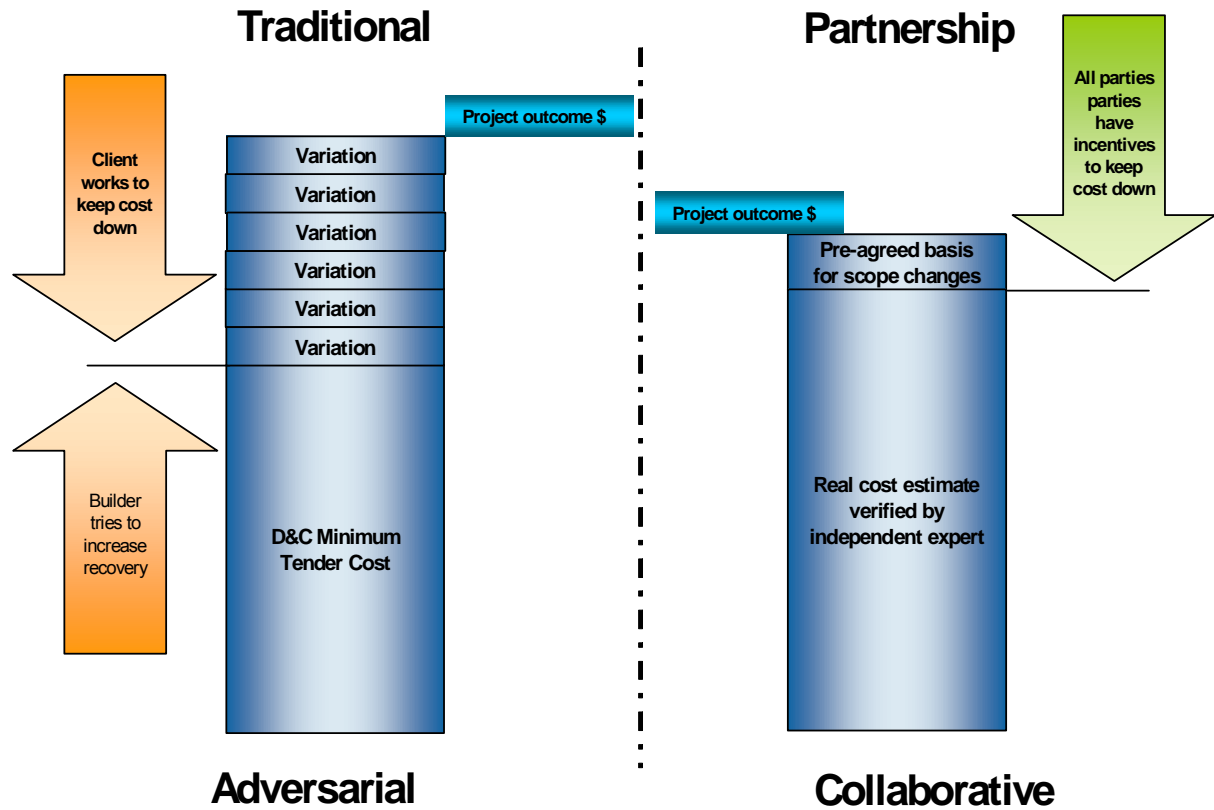 Traditional
Project outcome $
Client
works to
keep cost
down
Variation
Variation
Variation
Variation
Variation
Variation
Builder
tries to
increase
recovery
D&C Minimum
Tender Cost
Adversarial
Partnership
All parties
parties
have
incentives
to keep
cost down
Project outcome $
Pre-agreed basis
for scope changes
Real cost estimate
verified by
independent expert
Collaborative